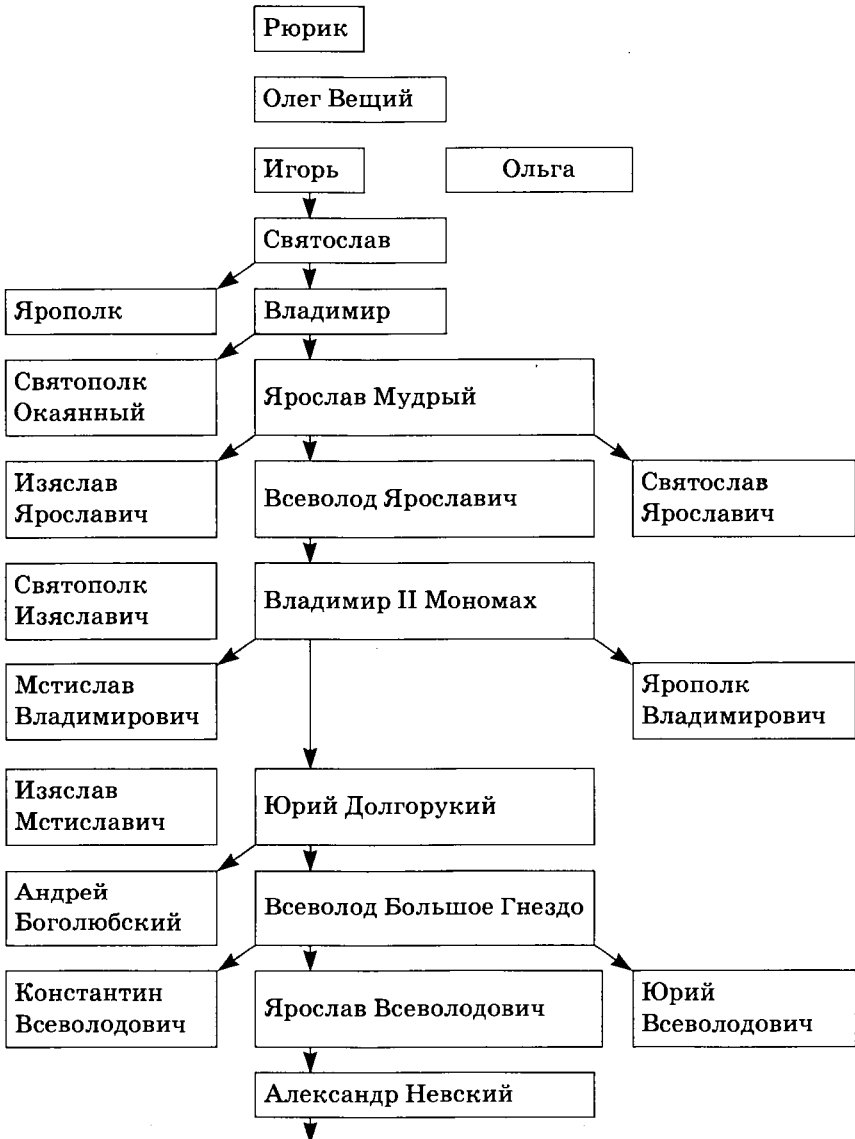 Рюрик
Олег Вещий
Игорь
Ольга
Святослав
Ярополк
Владимир
Святополк
Окаянный
Ярослав Мудрый
Изяслав
Ярославич
Всеволод Ярославич
Святослав
Ярославич
Святополк
Изяславич
Владимир II Мономах
Мстислав
Владимирович
Ярополк
Владимирович
Изяслав
Мстиславич
Юрий Долгорукий
Андрей
Боголюбский
Всеволод Большое Гнездо
Константин
Всеволодович
Ярослав Всеволодович
Юрий
Всеволодович
Александр Невский